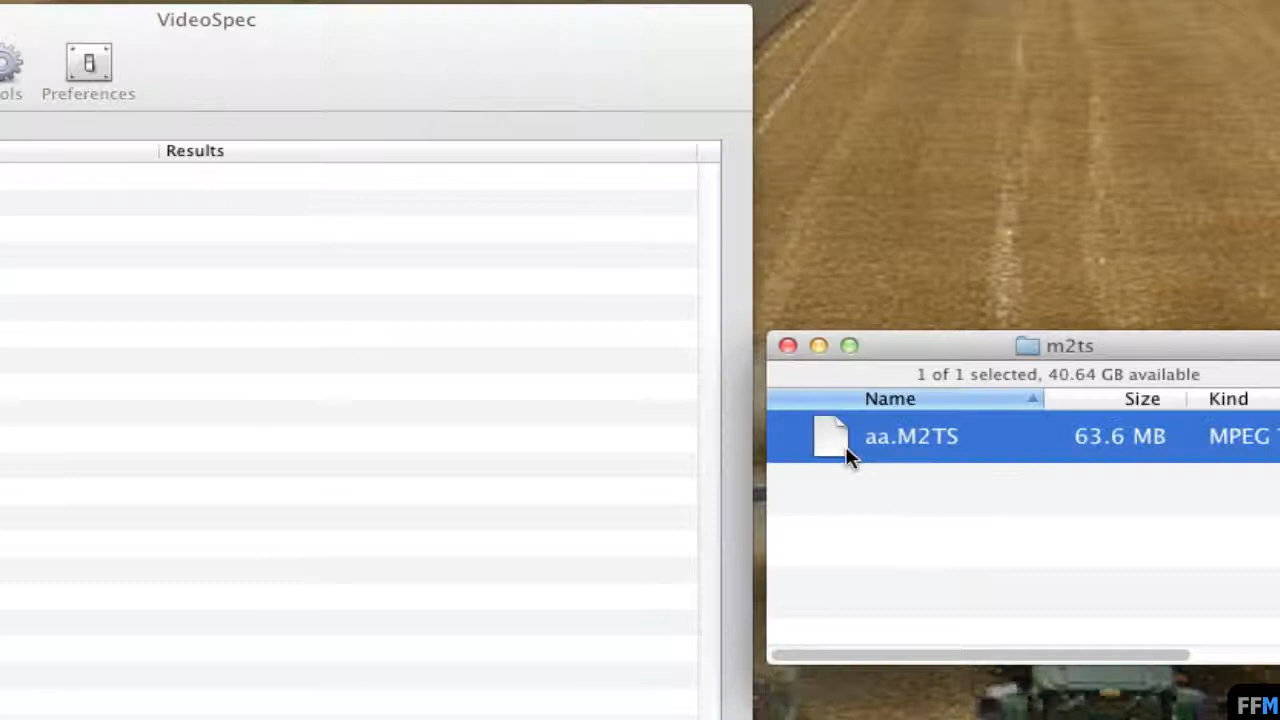 VideoSpec
ols
Preferences
Results
m2ts
1 of 1 selected, 40.64 GB available
Name
Size
Kind
aa.M2TS
63.6 MB
MPEG
FFM